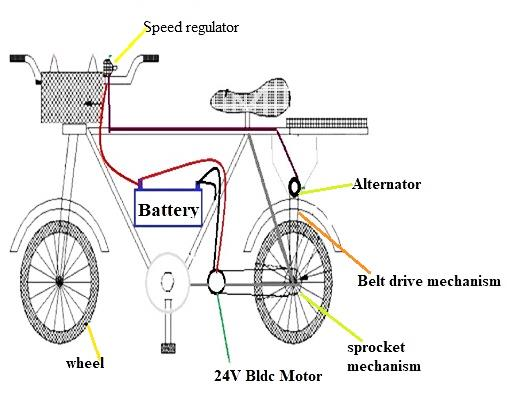 Speed regulator
Alternator
Battery
Belt drive mechanism
sprocket
mechanism
wheel
24V Bldc Motor